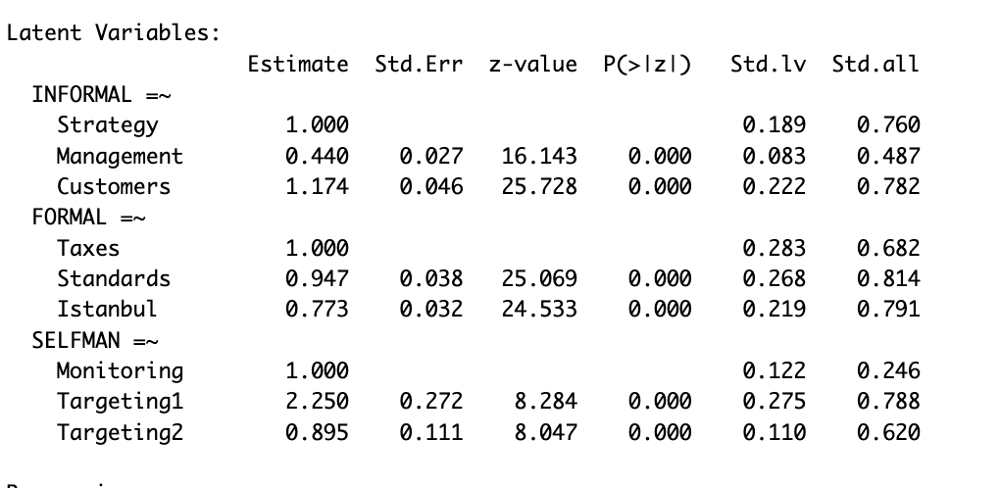 Latent Variables:
                   Estimate  Std.Err  z-value  P(>|z|)   Std.lv  Std.all
  INFORMAL =~
    Strategy          1.000                               0.189    0.760
    Management        0.440    0.027   16.143    0.000    0.083    0.487
    Customers         1.174    0.046   25.728    0.000    0.222    0.782
  FORMAL =~
    Taxes             1.000                               0.283    0.682
    Standards         0.947    0.038   25.069    0.000    0.268    0.814
    Istanbul          0.773    0.032   24.533    0.000    0.219    0.791
  SELFMAN =~
    Monitoring        1.000                               0.122    0.246
    Targeting1        2.250    0.272    8.284    0.000    0.275    0.788
    Targeting2        0.895    0.111    8.047    0.000    0.110    0.620